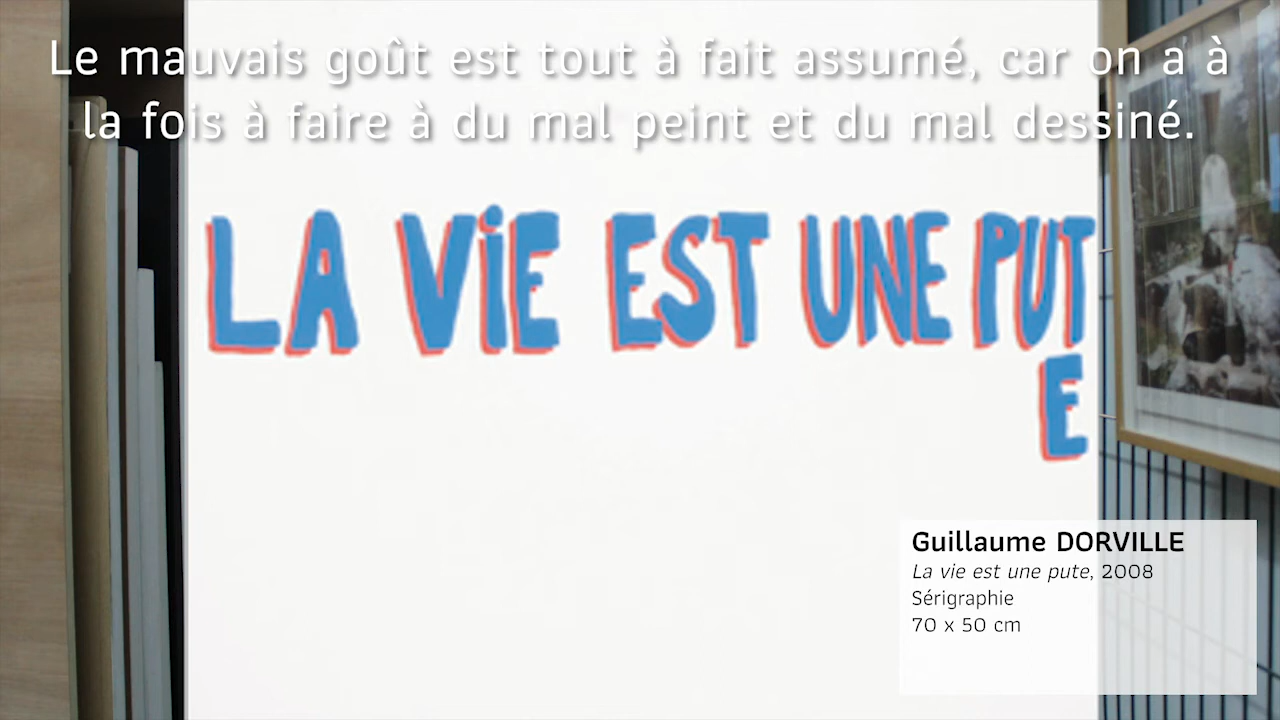 Le mauvais goût est tout à fait assumé, car on a à
la fois à faire à du mal peint et du mal dessiné.
LA ViE EST UNE PUT
E
Guillaume DORVILLE
La vie est une pute, 2008
Sérigraphie
70 x 50 cm